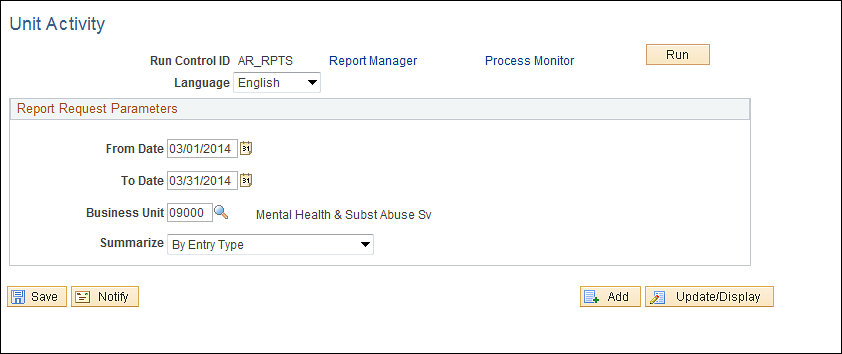 Unit Activity
Run Control ID AR_RPTS Report Manager Process Monitor Run
Language English
Report Request Parameters
From Date 03/01/2014 31
To Date 03/31/2014 31
Business Unit 09000 Mental Health & Subst Abuse Sv
Summarize By Entry Type
Save Notify Add Update/Display